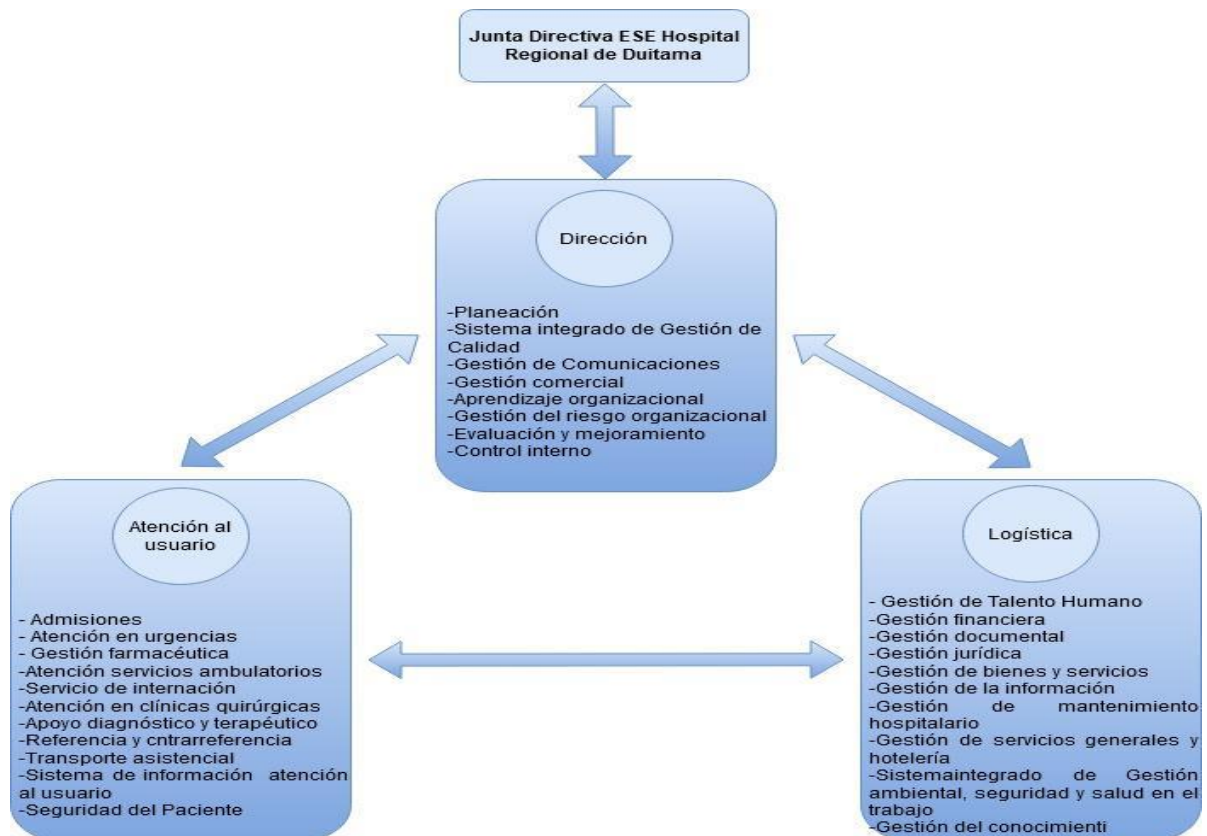 Junta Directiva ESE Hospital
Regional de Duitama
Dirección
-Planeación
-Sistema integrado de Gestión de
Calidad
-Gestión de Comunicaciones
-Gestión comercial
-Aprendizaje organizacional
-Gestión del riesgo organizacional
-Evaluación y mejoramiento
-Control interno
Atención al
usuario
- Admisiones
- Atención en urgencias
- Gestión farmacéutica
-Atención servicios ambulatorios
-Servicio de internación
-Atención en clínicas quirúrgicas
-Apoyo diagnóstico y terapéutico
-Referencia y cntrarreferencia
-Transporte asistencial
-Sistema de información atención
al usuario
-Seguridad del Paciente
Logística
- Gestión de Talento Humano
-Gestión financiera
-Gestión documental
-Gestión jurídica
-Gestión de bienes y servicios
-Gestión de la información
-Gestión de mantenimiento
hospitalario
-Gestión de servicios generales y
hotelería
-Sistemaintegrado de Gestión
ambiental, seguridad y salud en el
trabajo
-Gestión del conocimienti